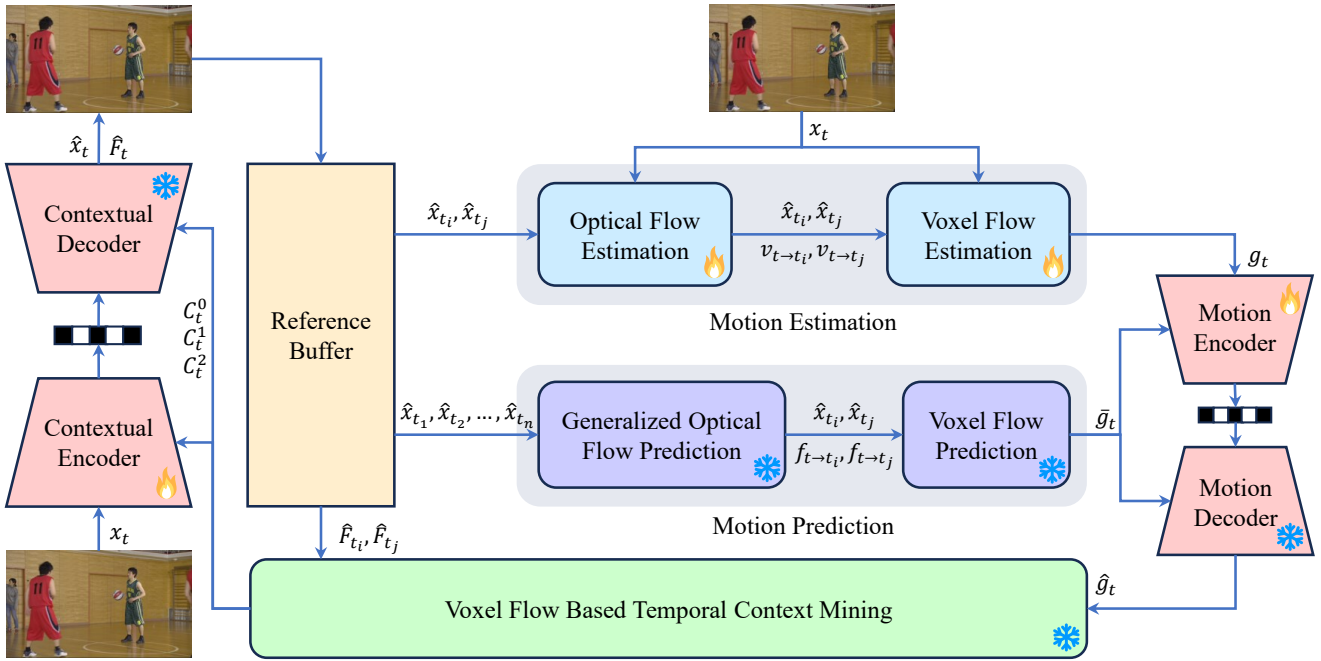 x̂_t F̂_t
x_t
Contextual
Decoder
C_t^0
C_t^1
C_t^2
Contextual
Encoder
x_t
Reference
Buffer
x̂_{t_i}, x̂_{t_j}
Optical Flow
Estimation
x̂_{t_i}, x̂_{t_j}
v_{t→t_i}, v_{t→t_j}
Voxel Flow
Estimation
g_t
Motion Estimation
Motion
Encoder
x̂_{t_1}, x̂_{t_2}, …, x̂_{t_n}
Generalized Optical
Flow Prediction
x̂_{t_i}, x̂_{t_j}
f_{t→t_i}, f_{t→t_j}
Voxel Flow
Prediction
ḡ_t
Motion Prediction
Motion
Decoder
F̂_{t_i}, F̂_{t_j}
ĝ_t
Voxel Flow Based Temporal Context Mining
11
11
11